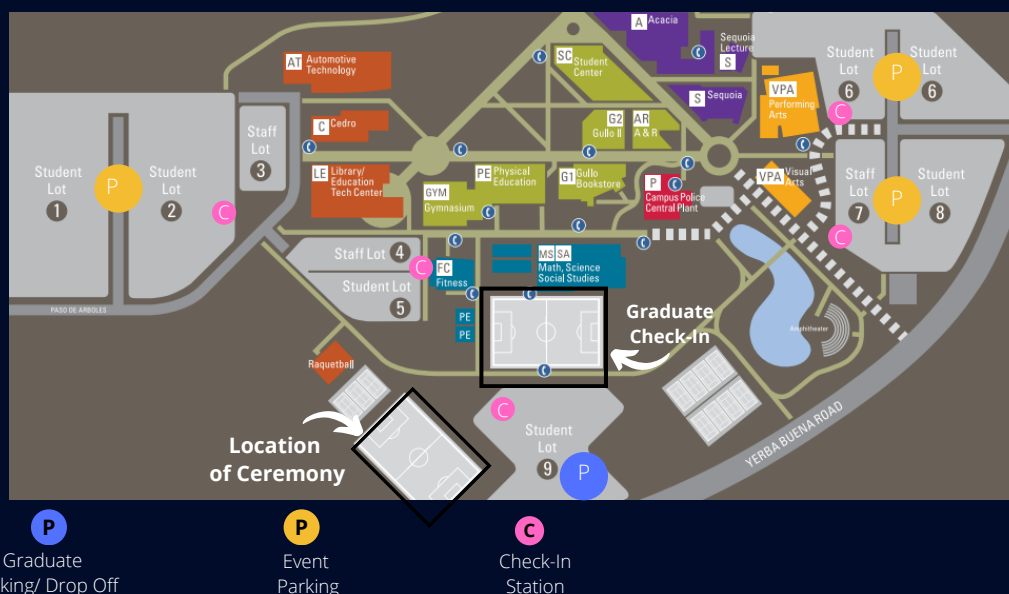 A
Acacia
Sequoia
Lecture
S
Student
Lot
6
P
Student
Lot
6
AT
Automotive
Technology
SC
Student
Center
VPA
Performing
Arts
C
S
Sequoia
C
Cedro
G2
Gullo II
AR
A & R
Staff
Lot
3
LE
Library/
Education
Tech Center
PE
Physical
Education
G1
Gullo
Bookstore
P
Campus Police
Central Plant
VPA
Visual
Arts
Staff
Lot
7
P
Student
Lot
8
Student
Lot
1
P
Student
Lot
2
C
GYM
Gymnasium
C
Staff Lot 4
C
FC
Fitness
MS SA
Math, Science
Social Studies
Student Lot
5
PASO DE ARBOLES
PE
PE
Graduate
Check-In
Amphitheater
Raquetball
C
Student
Lot
9
P
Location
of Ceremony
YERBA BUENA ROAD
P
Graduate
king/ Drop Off
P
Event
Parking
C
Check-In
Station